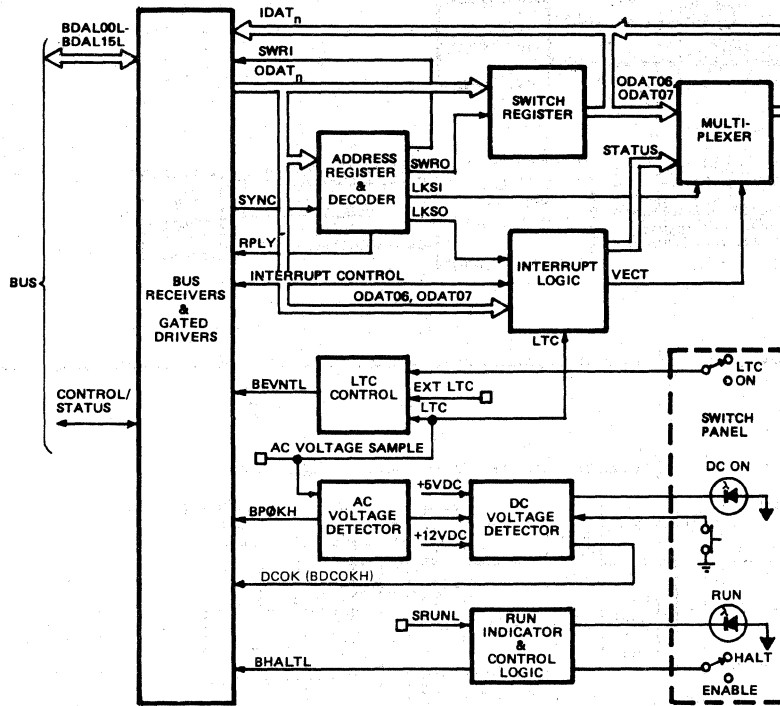 BDAL00L-
BDAL15L
IDATn
SWRI
ODATn
SWITCH
REGISTER
ODAT06,
ODAT07
MULTI-
PLEXER
STATUS
ADDRESS
REGISTER
&
DECODER
SWRO
LKSI
LKSO
SYNC
RPLY
INTERRUPT CONTROL
ODAT06, ODAT07
INTERRUPT
LOGIC
VECT
LTC
BUS
BUS
RECEIVERS
&
GATED
DRIVERS
CONTROL/
STATUS
BEVNTL
LTC
CONTROL
EXT LTC
LTC
LTC
ON
SWITCH
PANEL
AC VOLTAGE SAMPLE
DC ON
BPØKH
AC
VOLTAGE
DETECTOR
+5VDC
+12VDC
DC
VOLTAGE
DETECTOR
DCOK (BDCOKH)
SRUNL
RUN
INDICATOR
&
CONTROL
LOGIC
RUN
BHALTL
HALT
ENABLE